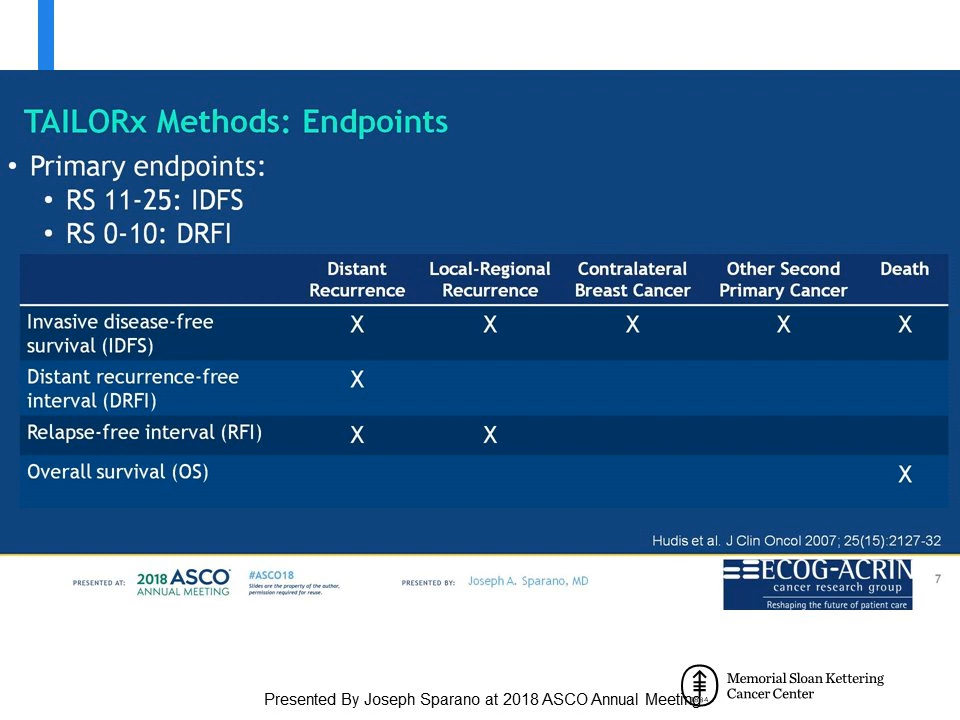 TAILORx Methods: Endpoints
• Primary endpoints:
• RS 11-25: IDFS
• RS 0-10: DRFI
Distant Recurrence
Local-Regional Recurrence
Contralateral Breast Cancer
Other Second Primary Cancer
Death
Invasive disease-free survival (IDFS) X X X X X
Distant recurrence-free interval (DRFI) X
Relapse-free interval (RFI) X X
Overall survival (OS) X
Hudis et al. J Clin Oncol 2007; 25(15):2127-32
PRESENTED AT:
2018 ASCO
ANNUAL MEETING
#ASCO18
Slides are the property of the author,
permission required for reuse.
PRESENTED BY: Joseph A. Sparano, MD
ECOG-ACRIN
cancer research group
Reshaping the future of patient care
7
Memorial Sloan Kettering
Cancer Center
Presented By Joseph Sparano at 2018 ASCO Annual Meeting